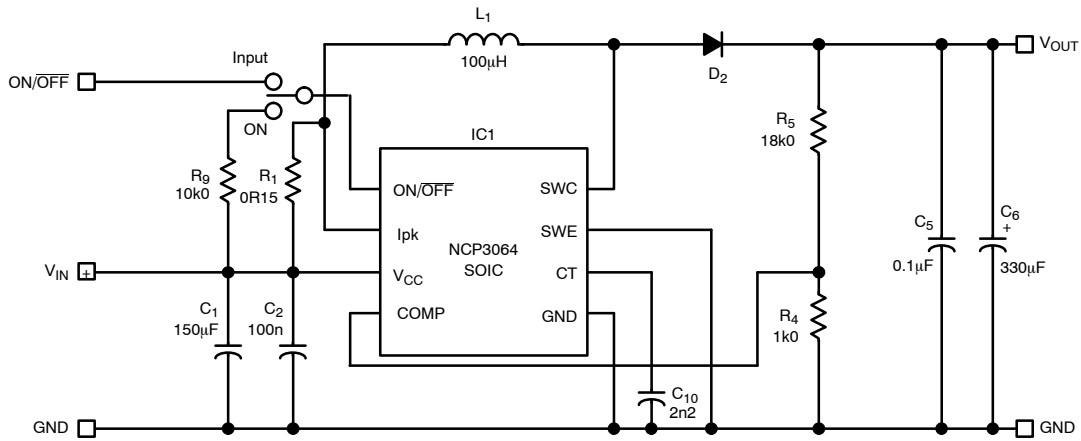 L1
100μH
VOUT
Input
ON/OFF
D2
ON
IC1
R5
18k0
R9
10k0
R1
0R15
ON/OFF
SWC
Ipk
SWE
C5
C6
+
NCP3064
SOIC
VIN
+
VCC
CT
0.1μF
330μF
C1
150μF
C2
100n
COMP
GND
R4
1k0
C10
2n2
GND
GND